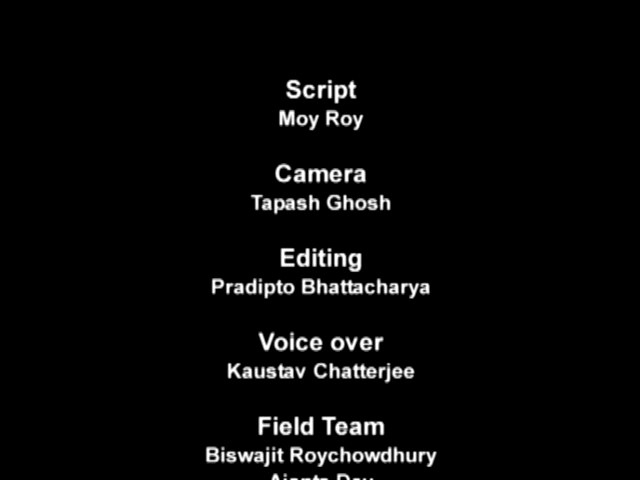 Script
Moy Roy
Camera
Tapash Ghosh
Editing
Pradipto Bhattacharya
Voice over
Kaustav Chatterjee
Field Team
Biswajit Roychowdhury